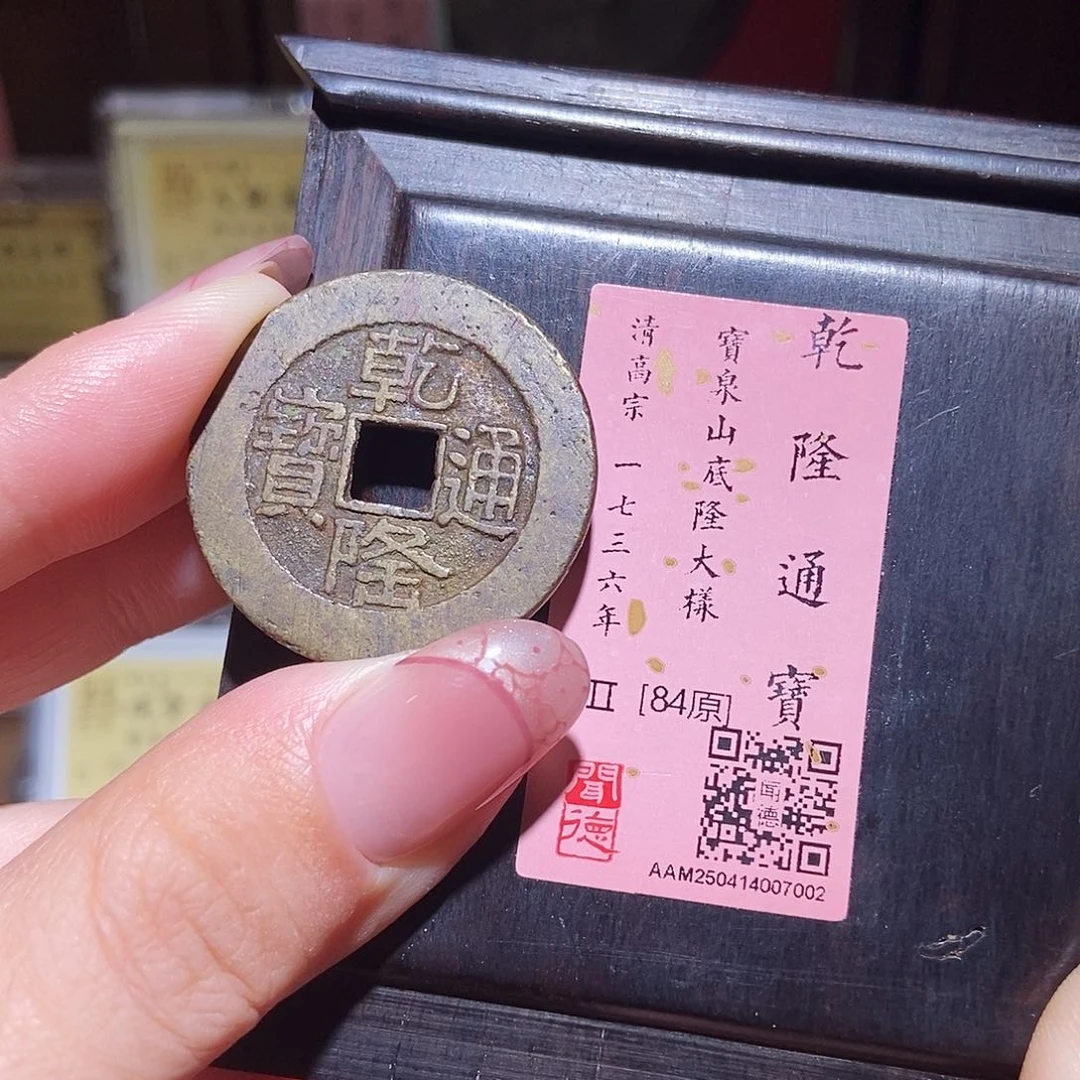 乾隆通寶
乾隆通寶
寶泉山底隆大樣
清高宗 一七三六年
II [84原]
聞德
聞德
AAM250414007002